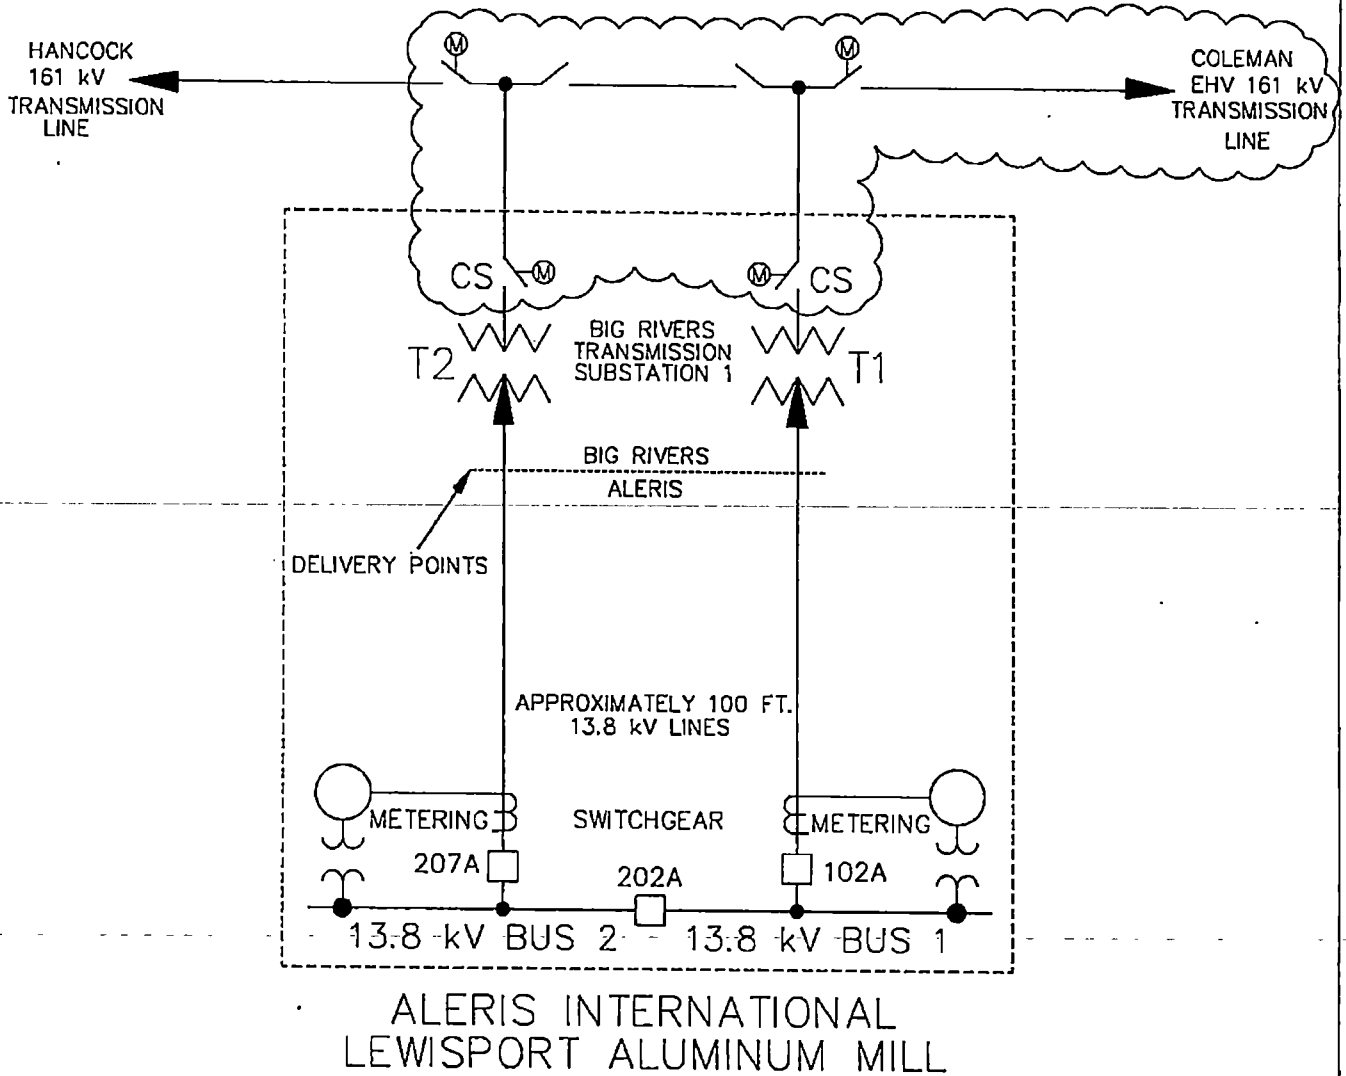 HANCOCK
161 kV
TRANSMISSION
LINE
M
M
COLEMAN
EHV 161 kV
TRANSMISSION
LINE
CS
M
M
CS
T2
BIG RIVERS
TRANSMISSION
SUBSTATION 1
T1
BIG RIVERS
ALERIS
DELIVERY POINTS
APPROXIMATELY 100 FT.
13.8 kV LINES
METERING
SWITCHGEAR
METERING
207A
202A
102A
13.8 kV BUS 2
13.8 kV BUS 1
ALERIS INTERNATIONAL
LEWISPORT ALUMINUM MILL